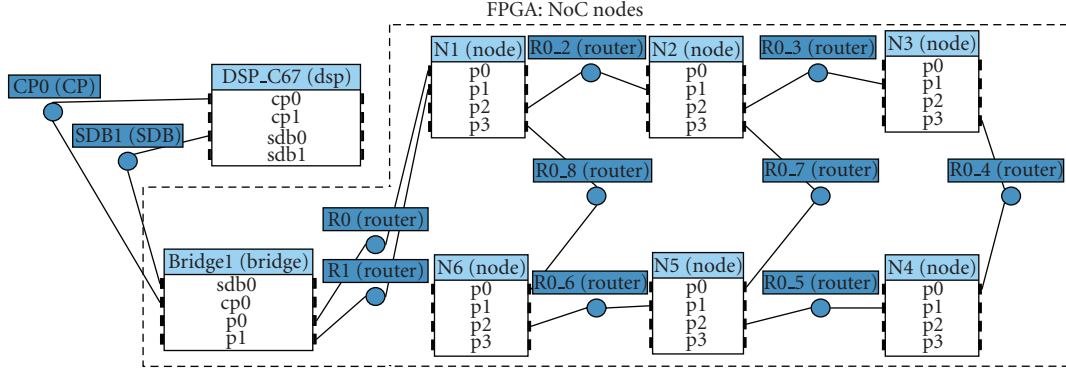 FPGA: NoC nodes
N1 (node)
p0
p1
p2
p3
R0_2 (router)
N2 (node)
p0
p1
p2
p3
R0_3 (router)
N3 (node)
p0
p1
p2
p3
CP0 (CP)
DSP_C67 (dsp)
cp0
cp1
sdb0
sdb1
SDB1 (SDB)
R0_8 (router)
R0_7 (router)
R0_4 (router)
R0 (router)
R1 (router)
Bridge1 (bridge)
sdb0
cp0
p0
p1
N6 (node)
p0
p1
p2
p3
R0_6 (router)
N5 (node)
p0
p1
p2
p3
R0_5 (router)
N4 (node)
p0
p1
p2
p3